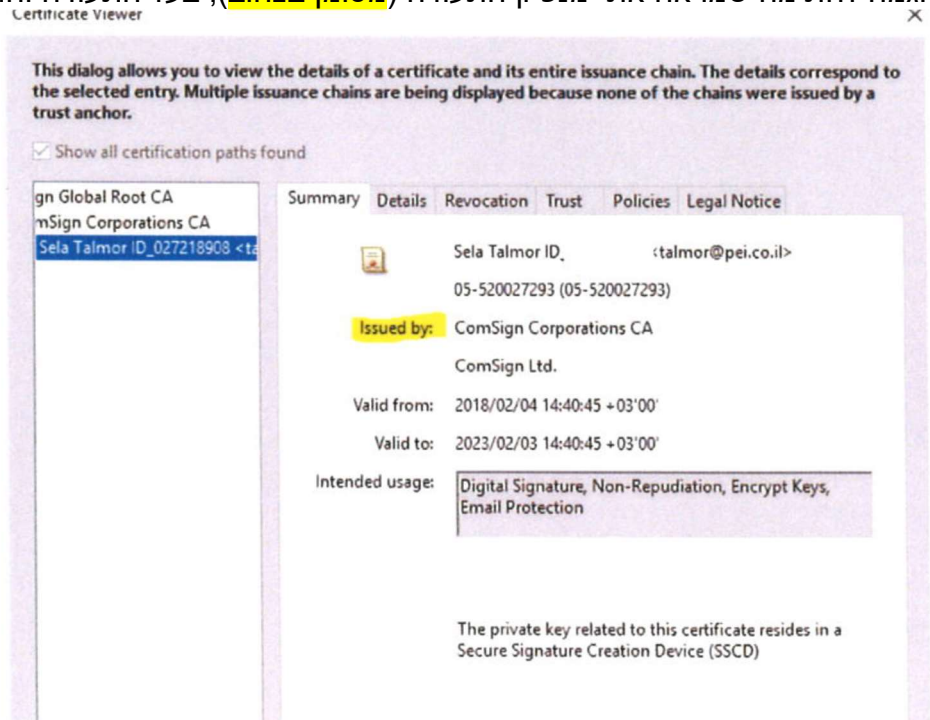 (מסומן בצהוב), בעל התעודה
Certificate Viewer
This dialog allows you to view the details of a certificate and its entire issuance chain. The details correspond to
the selected entry. Multiple issuance chains are being displayed because none of the chains were issued by a
trust anchor.
Show all certification paths found
gn Global Root CA
mSign Corporations CA
Sela Talmor ID_027218908 <ta
Summary Details Revocation Trust Policies Legal Notice
Sela Talmor ID_ <talmor@pei.co.il>
05-520027293 (05-520027293)
Issued by: ComSign Corporations CA
ComSign Ltd.
Valid from: 2018/02/04 14:40:45 +03'00'
Valid to: 2023/02/03 14:40:45 +03'00'
Intended usage: Digital Signature, Non-Repudiation, Encrypt Keys,
Email Protection
The private key related to this certificate resides in a
Secure Signature Creation Device (SSCD)